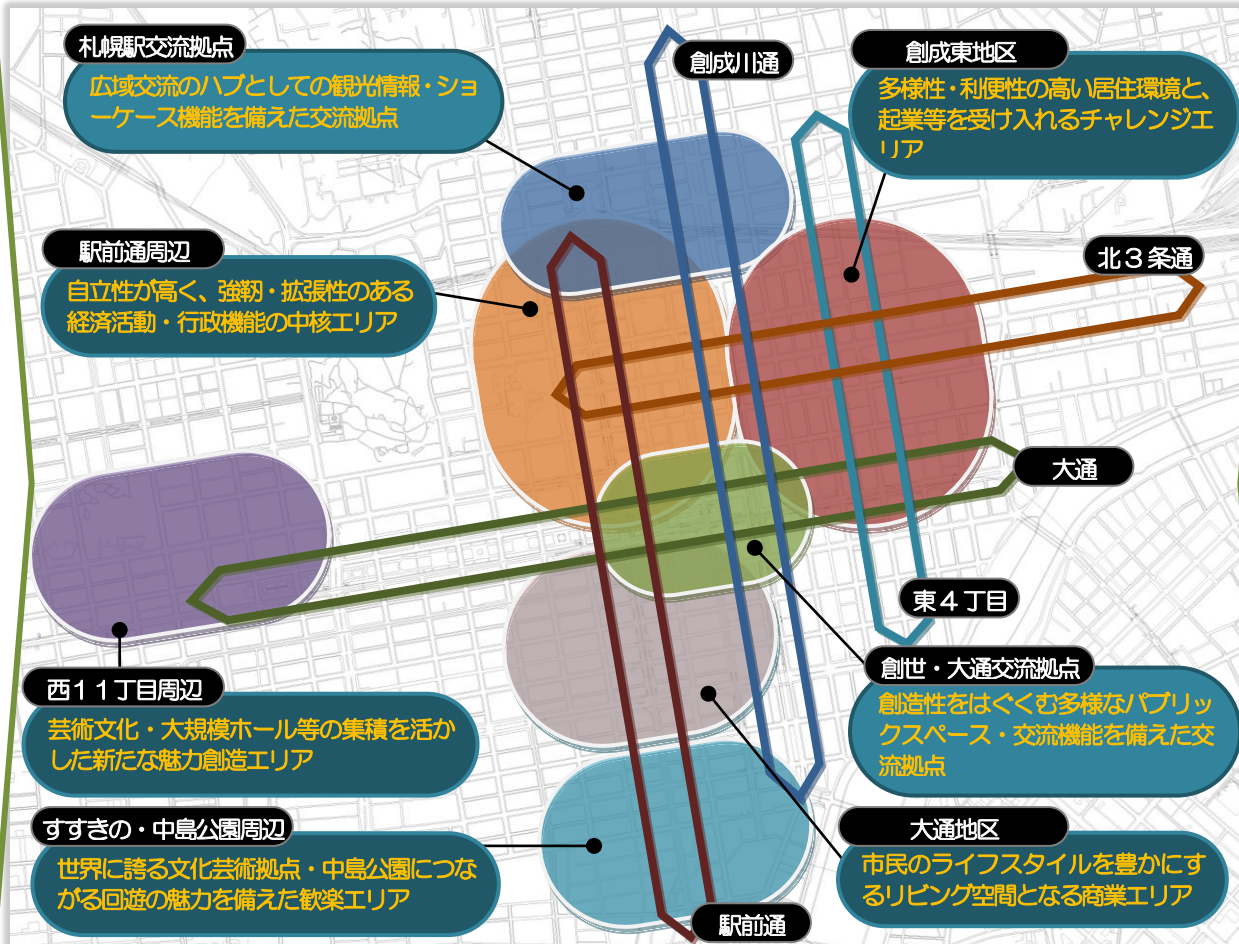 札幌駅交流拠点
広域交流のハブとしての観光情報・ショ
ーケース機能を備えた交流拠点
創成川通
創成東地区
多様性・利便性の高い居住環境と、
起業等を受け入れるチャレンジエ
リア
駅前通周辺
自立性が高く、強靭・拡張性のある
経済活動・行政機能の中核エリア
北３条通
大通
東４丁目
西１１丁目周辺
芸術文化・大規模ホール等の集積を活か
した新たな魅力創造エリア
創世・大通交流拠点
創造性をはぐくむ多様なパブリッ
クスペース・交流機能を備えた交
流拠点
すすきの・中島公園周辺
世界に誇る文化芸術拠点・中島公園につな
がる回遊の魅力を備えた歓楽エリア
大通地区
市民のライフスタイルを豊かにす
るリビング空間となる商業エリア
駅前通